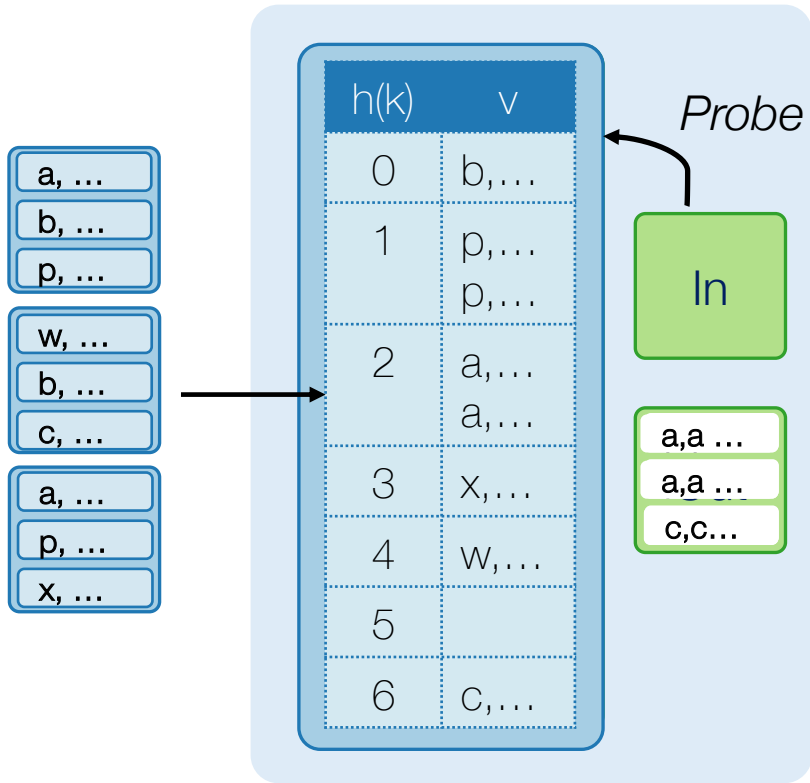 a, ...
b, ...
p, ...
w, ...
b, ...
c, ...
a, ...
p, ...
x, ...
h(k) v
0 b,...
1 p,...
p,...
2 a,...
a,...
3 x,...
4 w,...
5
6 c,...
Probe
In
a,a ...
a,a ...
c,c...